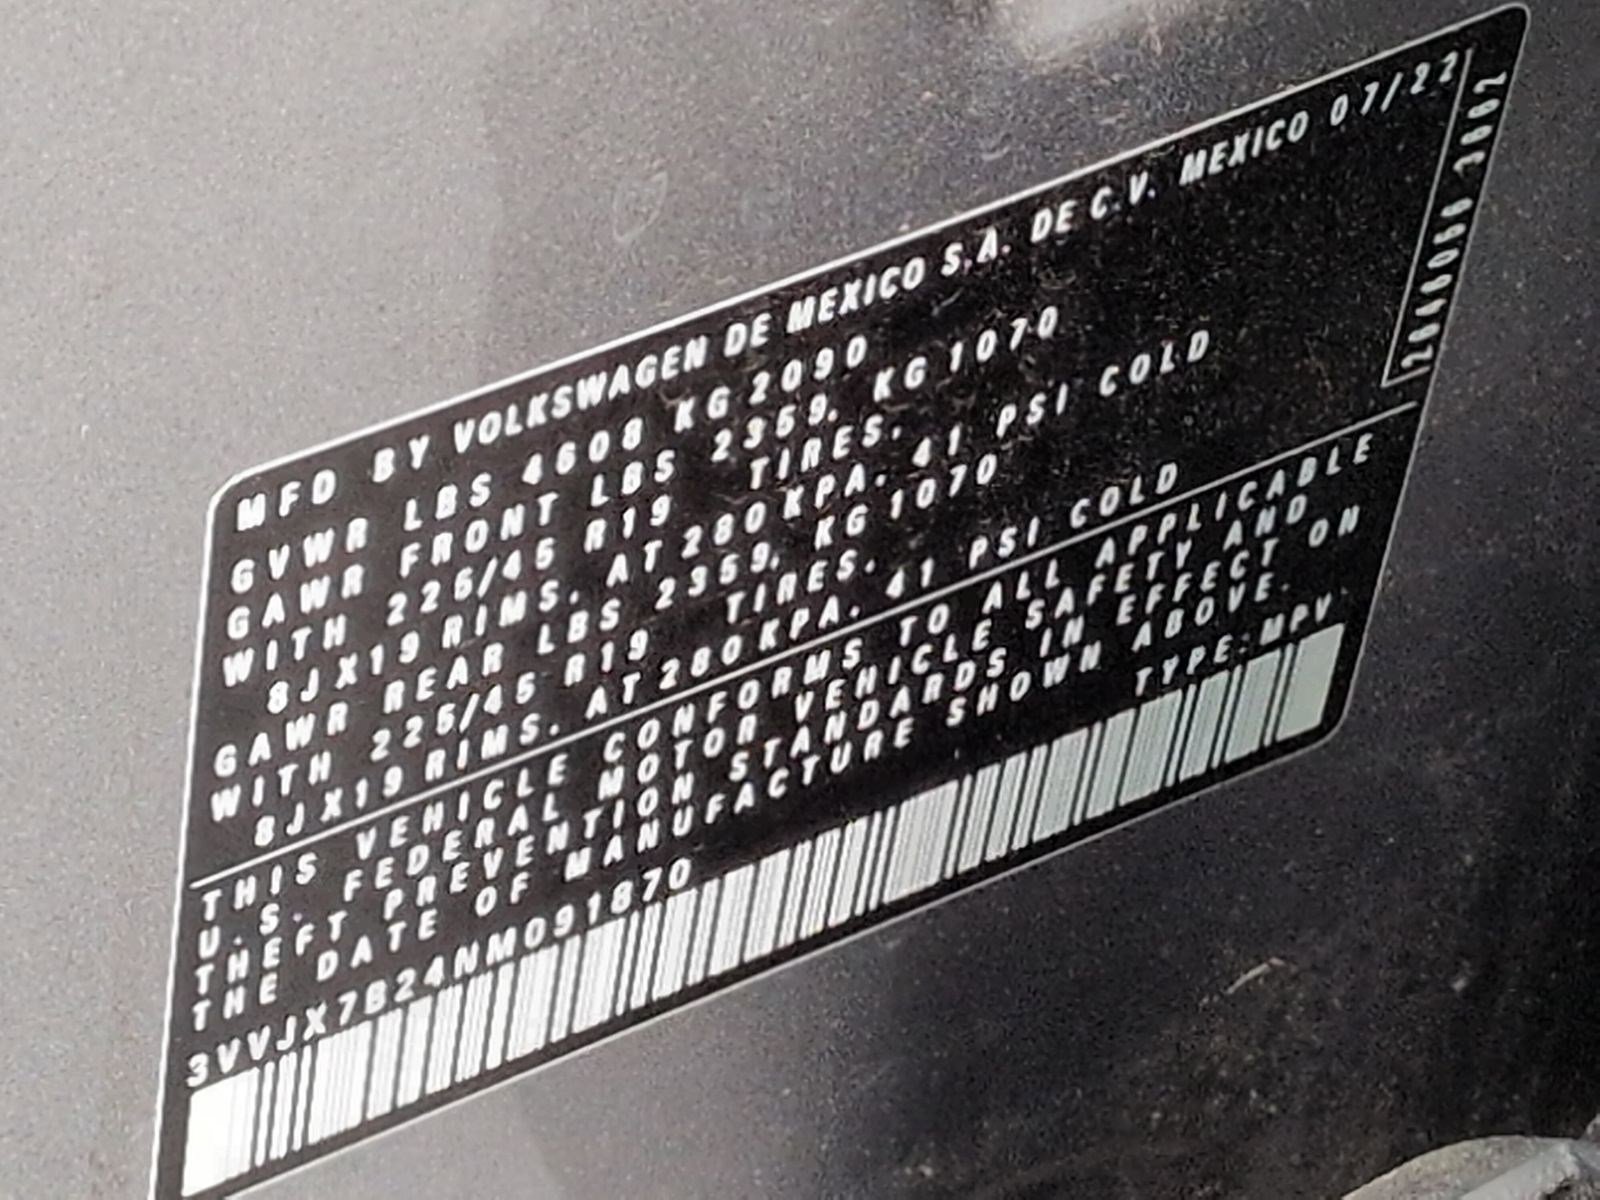 MFD BY VOLKSWAGEN DE MEXICO S.A. DE C.V. MEXICO 07/22
GVWR LBS 4608 KG 2090
GAWR FRONT LBS 2359. KG 1070
WITH 225/45 R19 TIRES.
8JX19 RIMS. AT 280 KPA. 41 PSI COLD
GAWR REAR LBS 2359. KG 1070
WITH 225/45 R19 TIRES.
8JX19 RIMS. AT 280 KPA. 41 PSI COLD
THIS VEHICLE CONFORMS TO ALL APPLICABLE
U.S. FEDERAL MOTOR VEHICLE SAFETY AND
THEFT PREVENTION STANDARDS IN EFFECT ON
THE DATE OF MANUFACTURE SHOWN ABOVE.
3VVJX7B24NM091870 TYPE:MPV